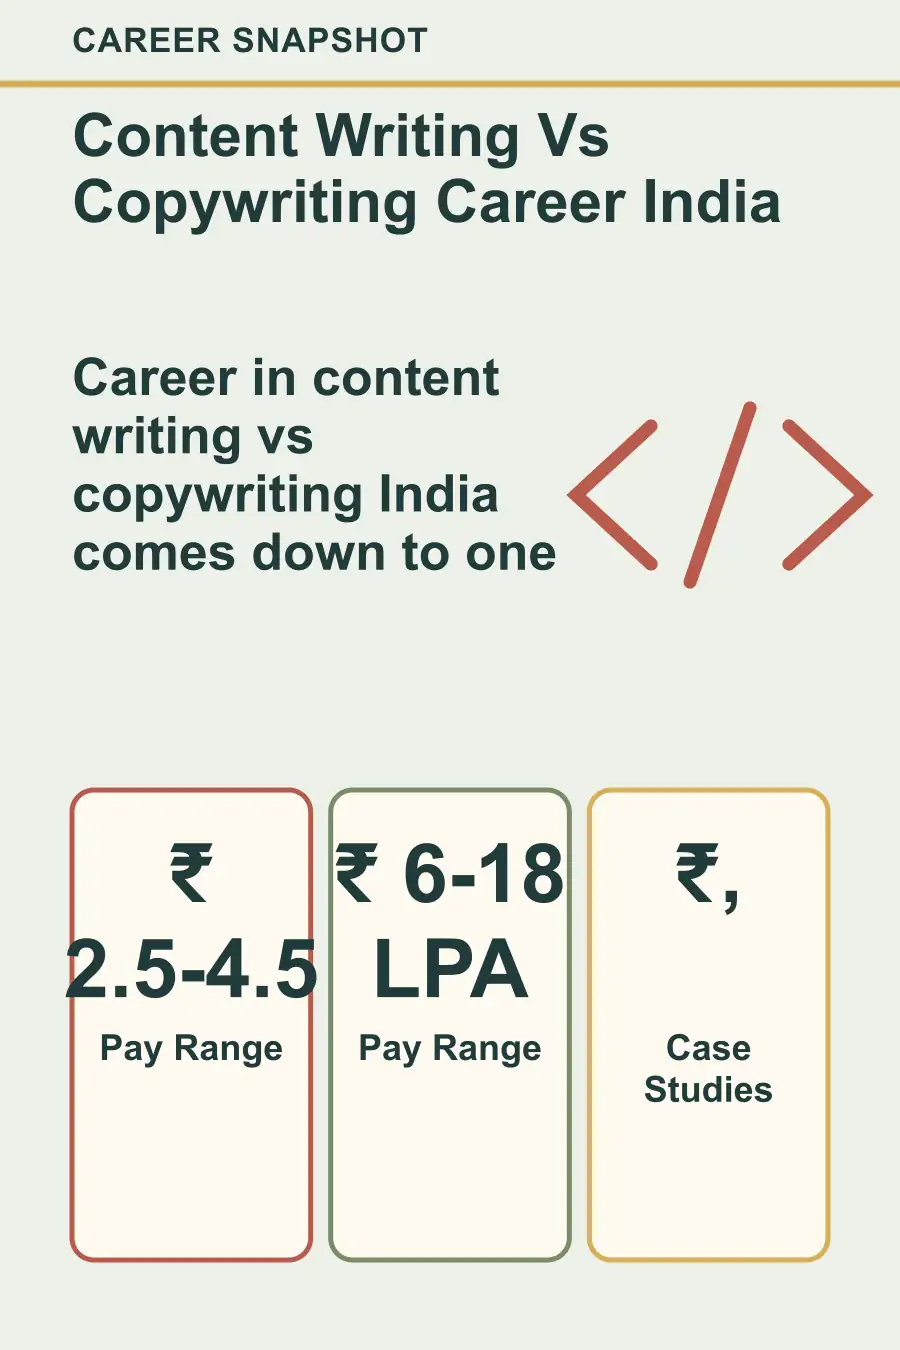 CAREER SNAPSHOT
Content Writing Vs
Copywriting Career India
Career in content
writing vs
copywriting India
comes down to one
₹
2.5-4.5
Pay Range
₹ 6-18
LPA
Pay Range
₹,
Case
Studies